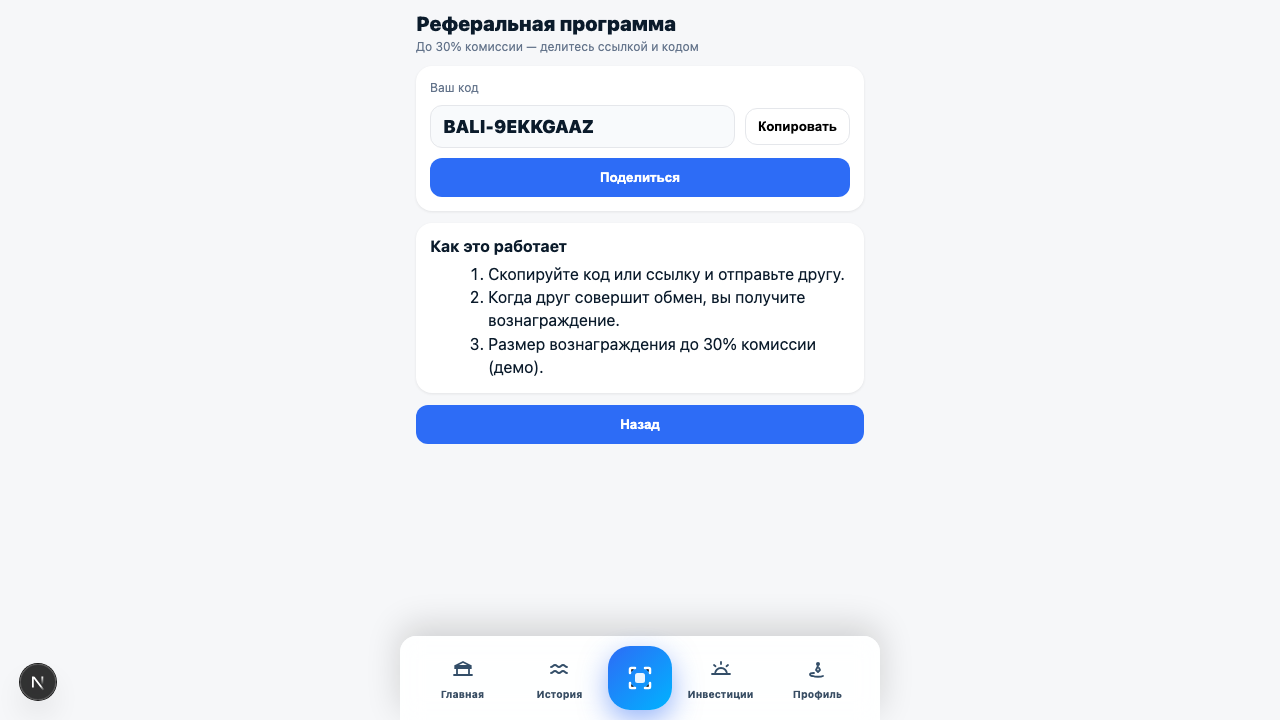 Реферальная программа
До 30% комиссии — делитесь ссылкой и кодом
Ваш код
BALI-9EKKGAAZ
Копировать
Поделиться
Как это работает
1. Скопируйте код или ссылку и отправьте другу.
2. Когда друг совершит обмен, вы получите
вознаграждение.
3. Размер вознаграждения до 30% комиссии
(демо).
Назад
N
Главная
История
Инвестиции
Профиль